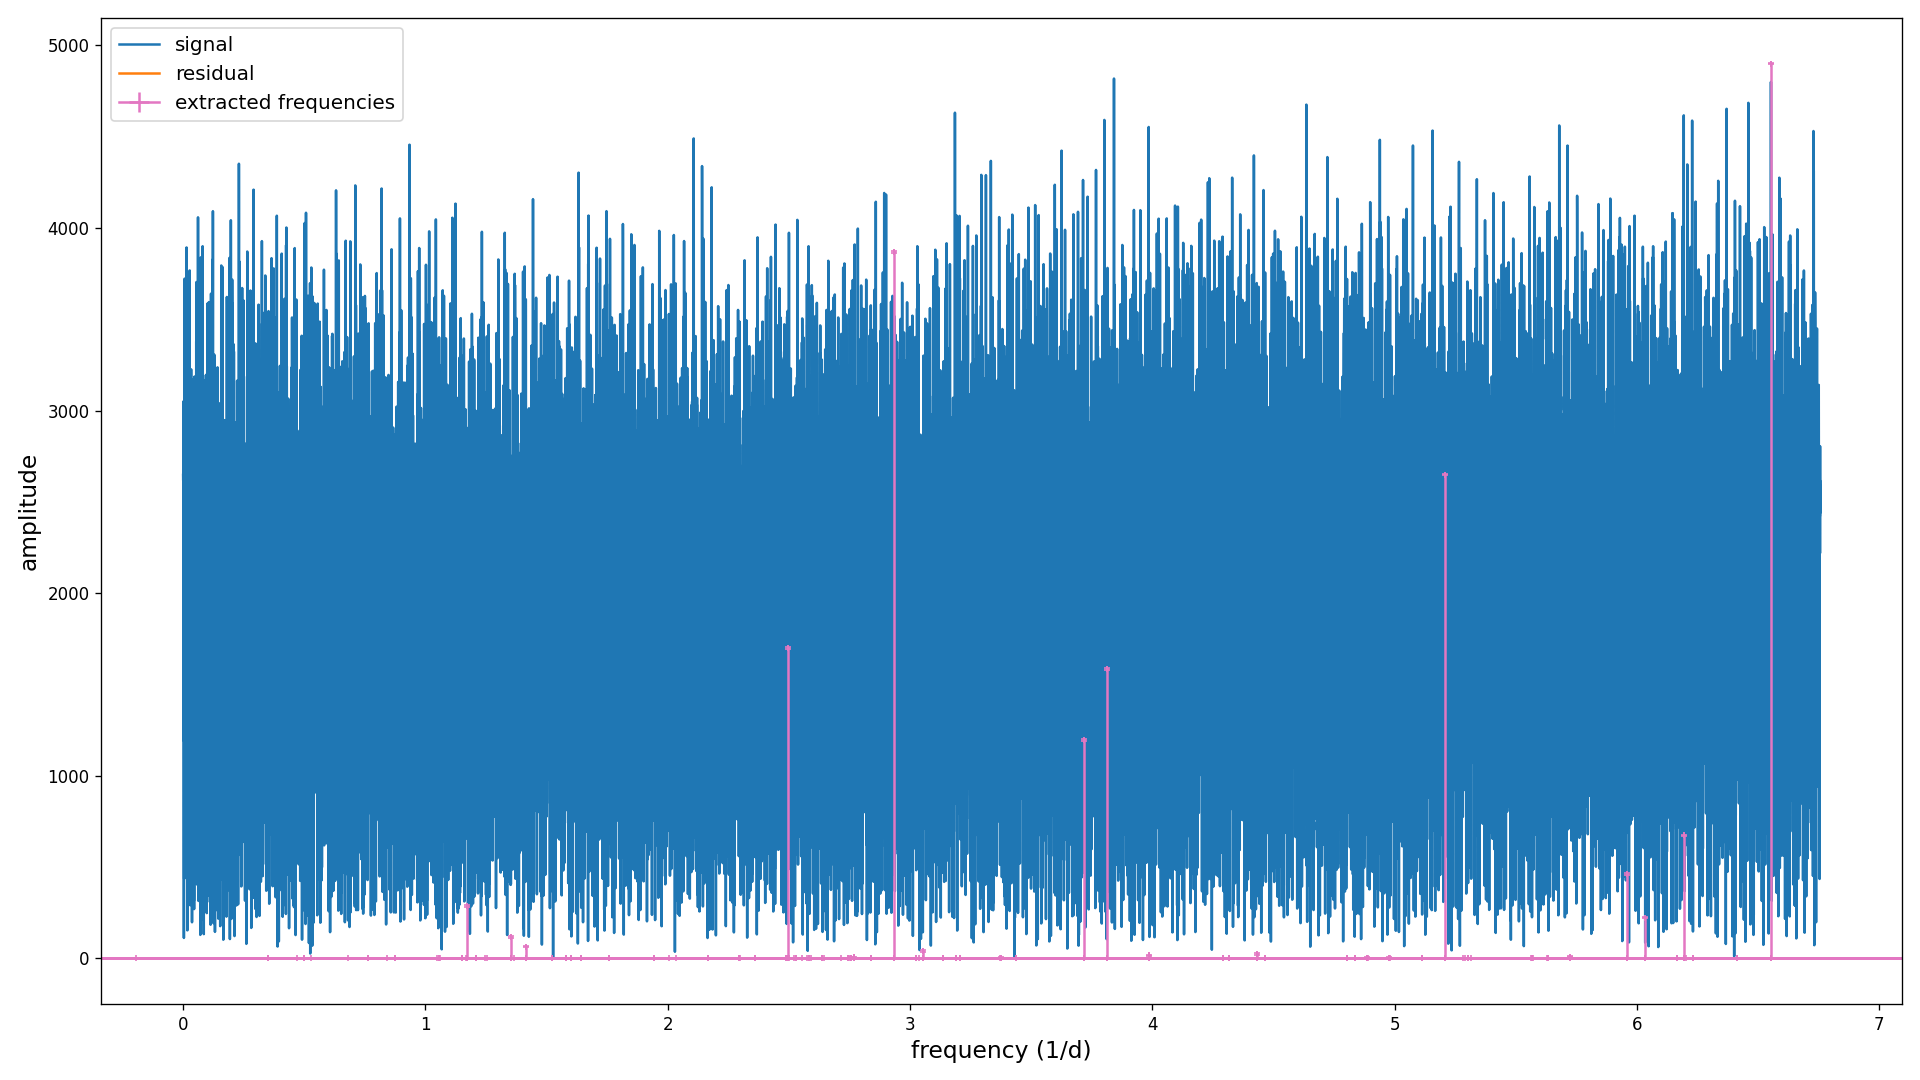 signal
residual
extracted frequencies
5000
4000
3000
2000
1000
0
amplitude
0 1 2 3 4 5 6 7
frequency (1/d)